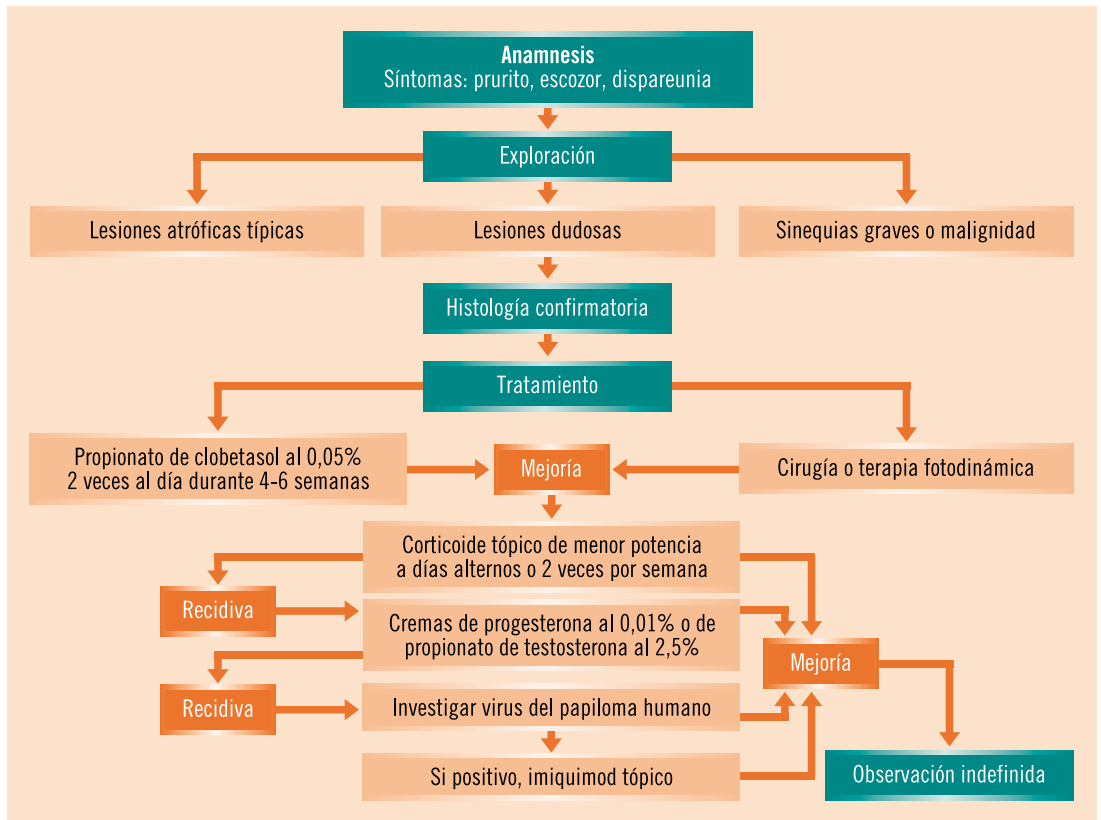 Anamnesis
Síntomas: prurito, escozor, dispareunia
Exploración
Lesiones atróficas típicas
Lesiones dudosas
Sinequias graves o malignidad
Histología confirmatoria
Tratamiento
Propionato de clobetasol al 0,05%
2 veces al día durante 4-6 semanas
Mejoría
Cirugía o terapia fotodinámica
Corticoide tópico de menor potencia
a días alternos o 2 veces por semana
Recidiva
Cremas de progesterona al 0,01% o de
propionato de testosterona al 2,5%
Mejoría
Recidiva
Investigar virus del papiloma humano
Si positivo, imiquimod tópico
Observación indefinida